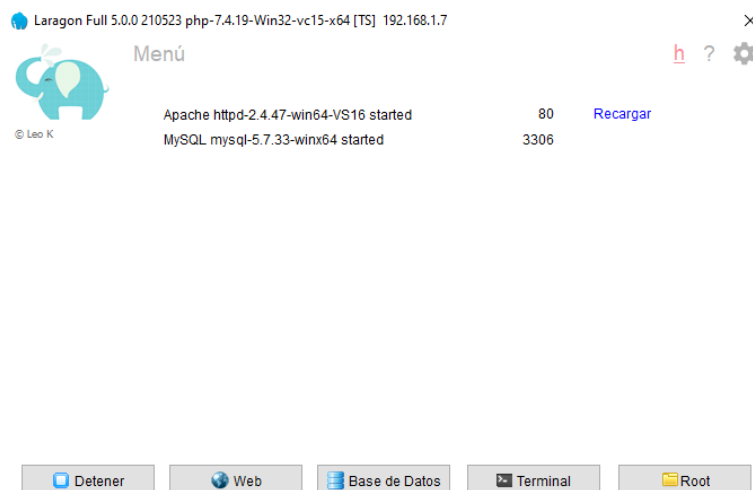 Laragon Full 5.0.0 210523 php-7.4.19-Win32-vc15-x64 [TS] 192.168.1.7
Menú h ?
Apache httpd-2.4.47-win64-VS16 started 80 Recargar
© Leo K
MySQL mysql-5.7.33-winx64 started 3306
Detener Web Base de Datos Terminal Root